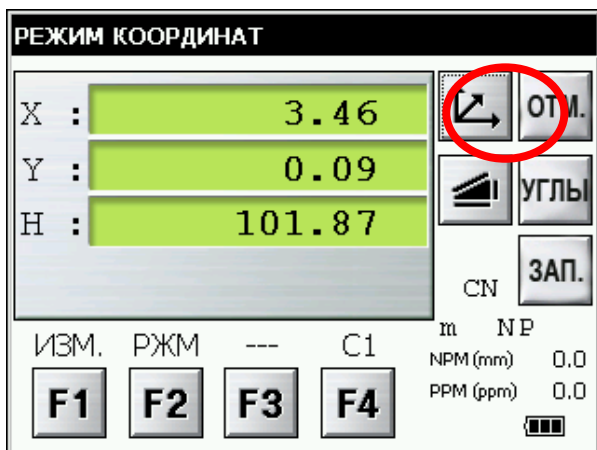 РЕЖИМ КООРДИНАТ
X : 3.46
Y : 0.09
H : 101.87
ОТМ.
УГЛЫ
ЗАП.
CN
m NP
NPM (mm) 0.0
PPM (ppm) 0.0
ИЗМ. РЖМ --- C1
F1 F2 F3 F4